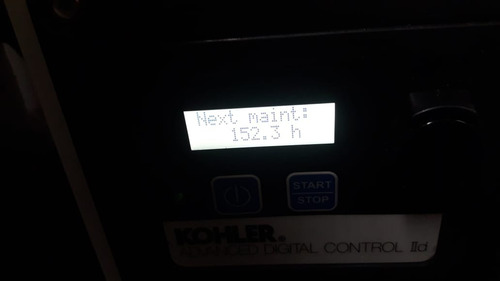 Next maint:
152.3 h
START
STOP
KOHLER.
ADVANCED DIGITAL CONTROL IId